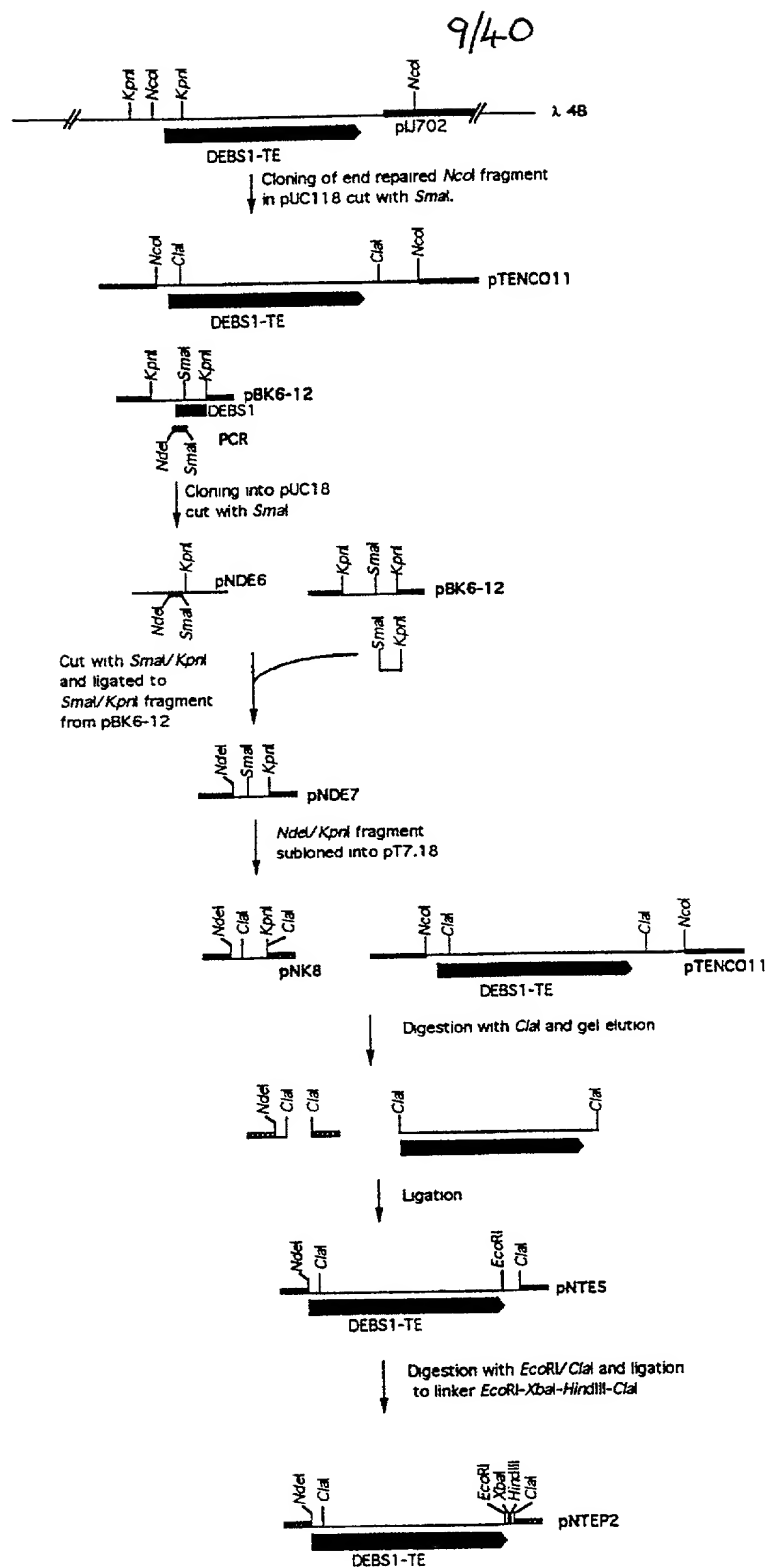 9/40
KpnI
NcoI
KpnI
NcoI
λ 4B
pIJ702
DEBS1-TE
Cloning of end repaired NcoI fragment
in pUC118 cut with SmaI.
NcoI
ClaI
ClaI
NcoI
pTENCO11
DEBS1-TE
KpnI
SmaI
KpnI
pBK6-12
DEBS1
PCR
NdeI
SmaI
Cloning into pUC18
cut with SmaI
KpnI
pNDE6
NdeI
SmaI
KpnI
SmaI
KpnI
pBK6-12
SmaI
KpnI
Cut with SmaI/KpnI
and ligated to
SmaI/KpnI fragment
from pBK6-12
NdeI
SmaI
KpnI
pNDE7
NdeI/KpnI fragment
subloned into pT7.18
NdeI
ClaI
KpnI
ClaI
pNK8
NcoI
ClaI
ClaI
NcoI
pTENCO11
DEBS1-TE
Digestion with ClaI and gel elution
NdeI
ClaI
ClaI
ClaI
ClaI
Ligation
NdeI
ClaI
EcoRI
ClaI
pNTE5
DEBS1-TE
Digestion with EcoRI/ClaI and ligation
to linker EcoRI-XbaI-HindIII-ClaI
NdeI
ClaI
EcoRI
XbaI
HindIII
ClaI
pNTEP2
DEBS1-TE